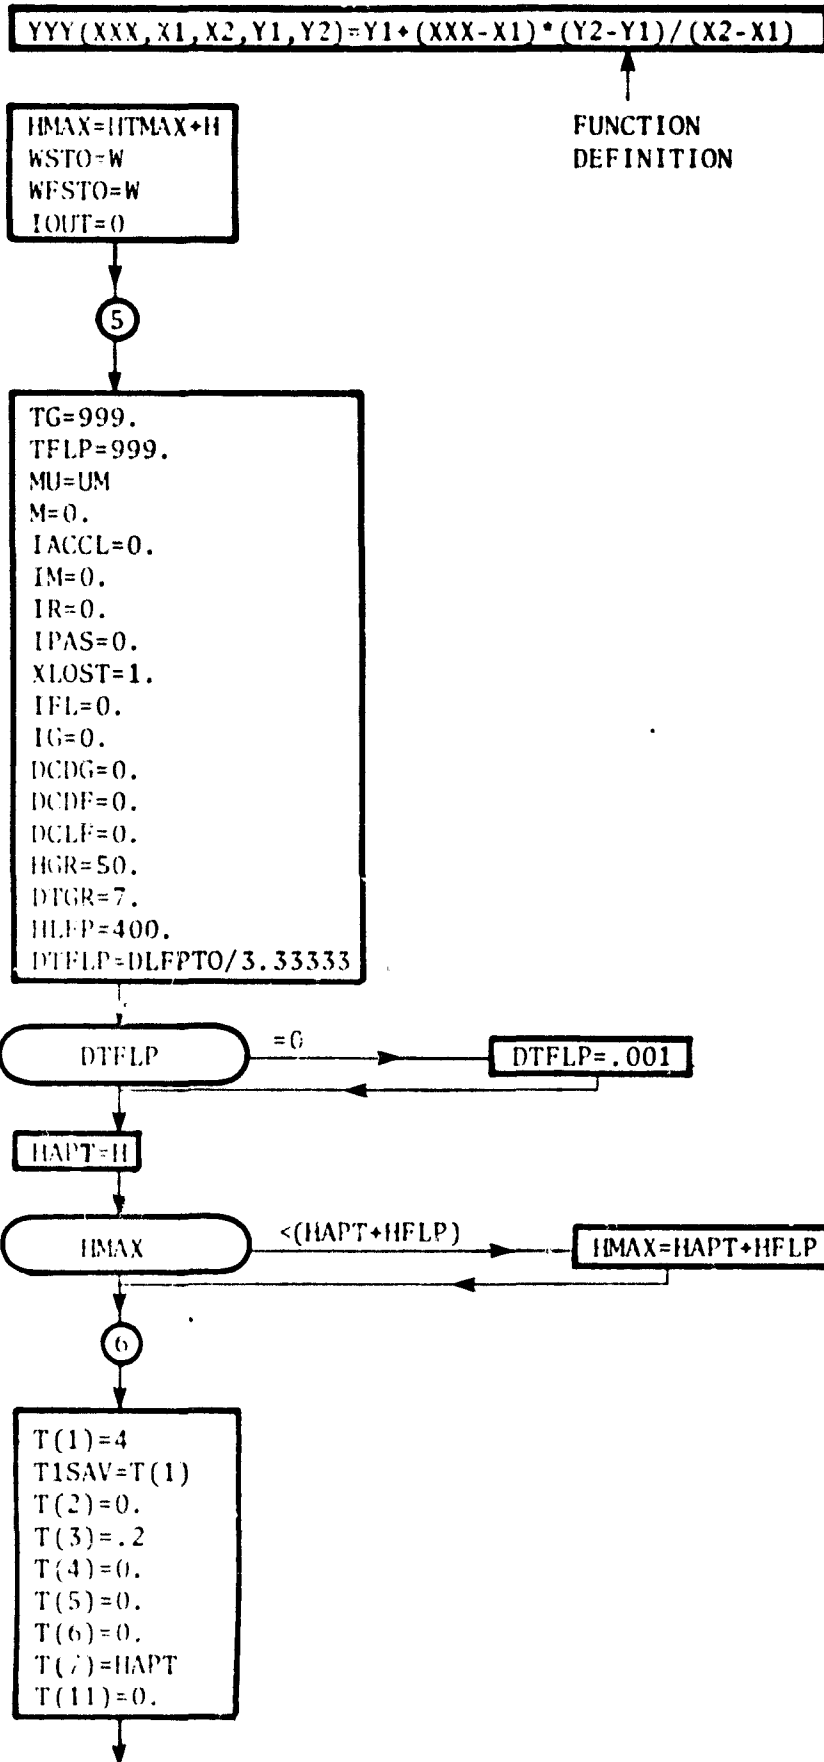 YYY(XXX,X1,X2,Y1,Y2)=Y1+(XXX-X1)*(Y2-Y1)/(X2-X1)
FUNCTION
DEFINITION
HMAX=HTMAX+H
WSTO=W
WFSTO=W
IOUT=0
5
TG=999.
TFLP=999.
MU=UM
M=0.
IACCL=0.
IM=0.
IR=0.
IPAS=0.
XLOST=1.
IFL=0.
IG=0.
DCDG=0.
DCDF=0.
DCLF=0.
HGR=50.
DTGR=7.
HLFP=400.
DTFLP=DLFPTO/3.33333
DTFLP
=0
DTFLP=.001
HAPT=H
HMAX
<(HAPT+HFLP)
HMAX=HAPT+HFLP
6
T(1)=4
T1SAV=T(1)
T(2)=0.
T(3)=.2
T(4)=0.
T(5)=0.
T(6)=0.
T(7)=HAPT
T(11)=0.